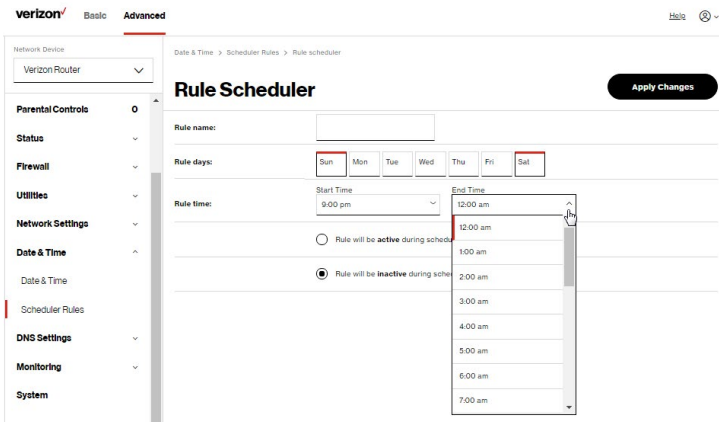 verizon✓ Basic Advanced Help
Network Device
Verizon Router
Date & Time > Scheduler Rules > Rule scheduler
Rule Scheduler
Apply Changes
Parental Controls 0
Status
Firewall
Utilities
Network Settings
Date & Time
Date & Time
Scheduler Rules
DNS Settings
Monitoring
System
Rule name:
Rule days: Sun Mon Tue Wed Thu Fri Sat
Start Time End Time
Rule time: 9:00 pm 12:00 am
Rule will be active during schedu
Rule will be inactive during sche
12:00 am
1:00 am
2:00 am
3:00 am
4:00 am
5:00 am
6:00 am
7:00 am